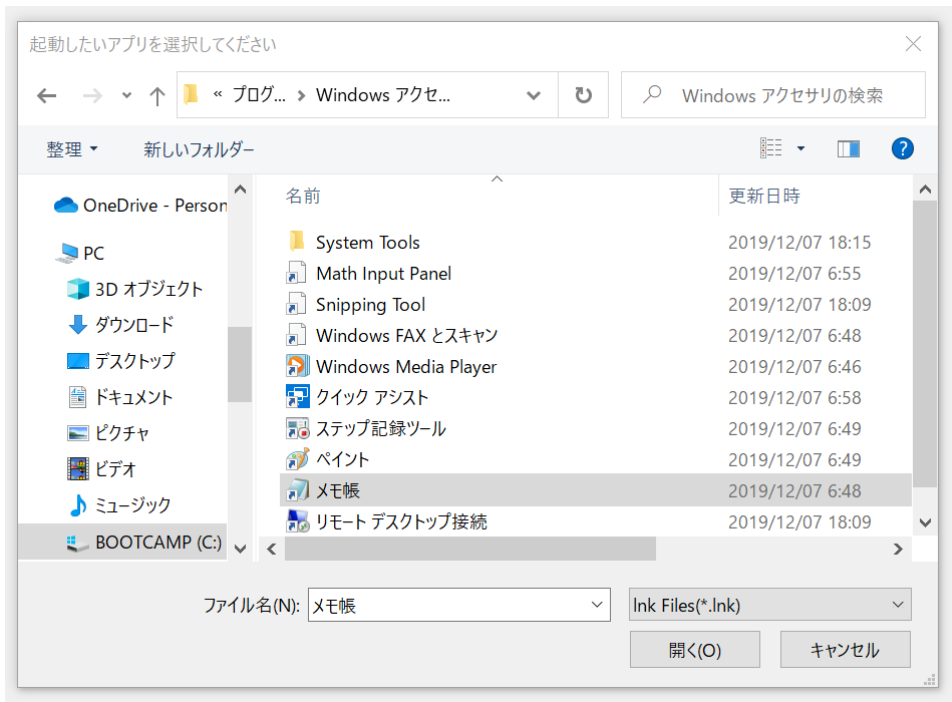 起動したいアプリを選択してください
« プログ... › Windows アクセ...
Windows アクセサリの検索
整理
新しいフォルダー
OneDrive - Person
PC
3D オブジェクト
ダウンロード
デスクトップ
ドキュメント
ピクチャ
ビデオ
ミュージック
BOOTCAMP (C:)
名前 更新日時
System Tools 2019/12/07 18:15
Math Input Panel 2019/12/07 6:55
Snipping Tool 2019/12/07 18:09
Windows FAX とスキャン 2019/12/07 6:48
Windows Media Player 2019/12/07 6:46
クイック アシスト 2019/12/07 6:58
ステップ記録ツール 2019/12/07 6:49
ペイント 2019/12/07 6:49
メモ帳 2019/12/07 6:48
リモート デスクトップ接続 2019/12/07 18:09
ファイル名(N): メモ帳
lnk Files(*.lnk)
開く(O)
キャンセル